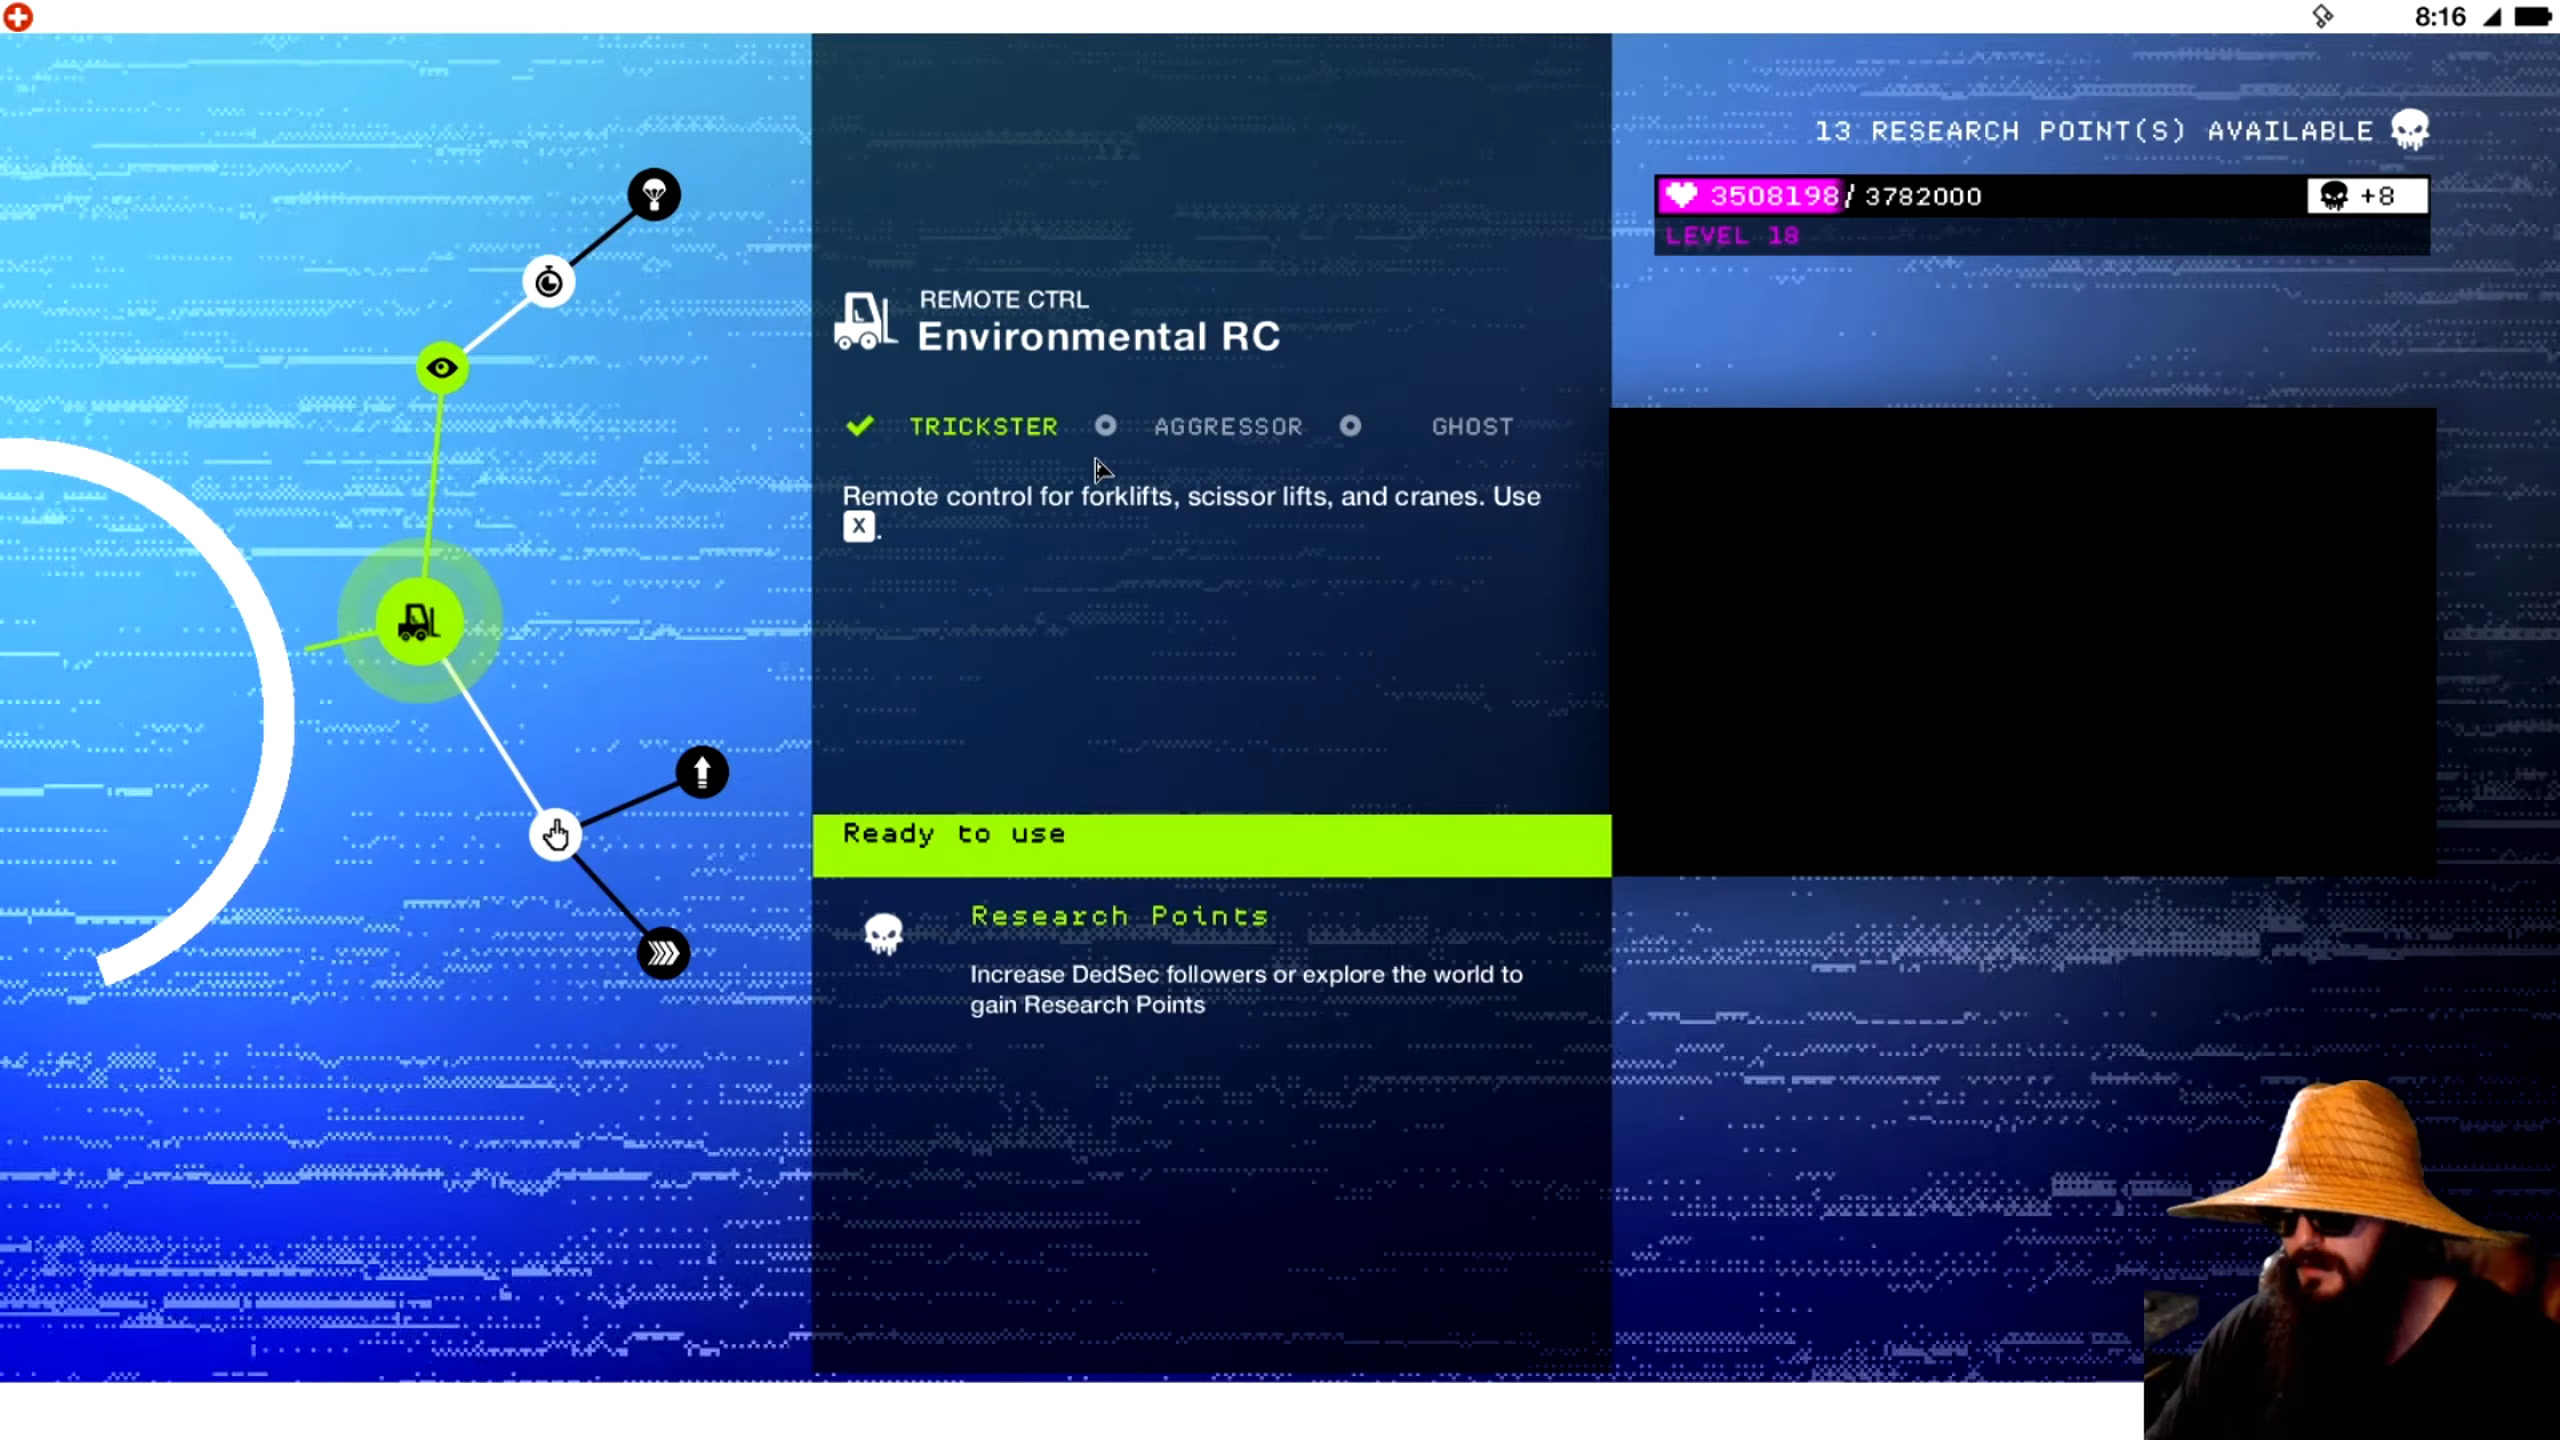 8:16
13 RESEARCH POINT(S) AVAILABLE
3508198/ 3782000
+8
LEVEL 18
REMOTE CTRL
Environmental RC
TRICKSTER AGGRESSOR GHOST
Remote control for forklifts, scissor lifts, and cranes. Use
X.
Ready to use
Research Points
Increase DedSec followers or explore the world to
gain Research Points